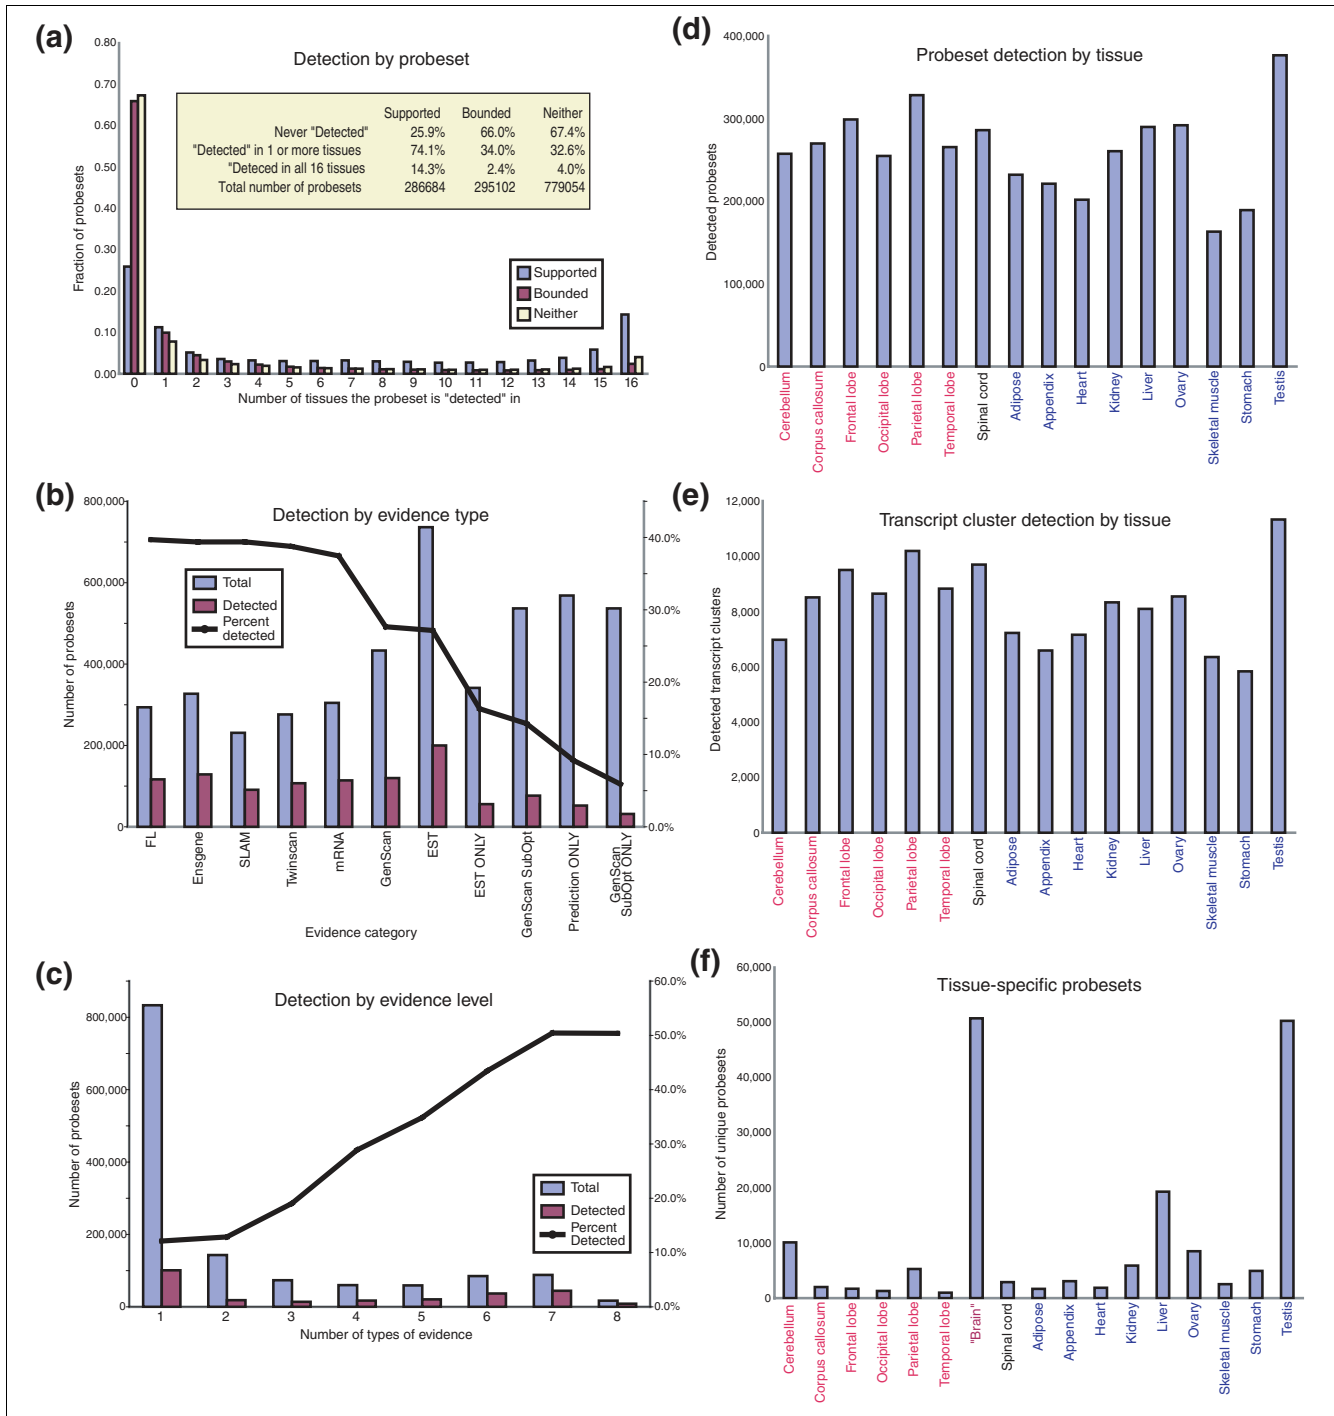 (a)
Detection by probeset
0.80
0.70
0.60
0.50
0.40
0.30
0.20
0.10
0.00
Fraction of probesets
Supported Bounded Neither
Never "Detected" 25.9% 66.0% 67.4%
"Detected" in 1 or more tissues 74.1% 34.0% 32.6%
"Deteced in all 16 tissues 14.3% 2.4% 4.0%
Total number of probesets 286684 295102 779054
Supported
Bounded
Neither
0 1 2 3 4 5 6 7 8 9 10 11 12 13 14 15 16
Number of tissues the probeset is "detected" in
(b)
Detection by evidence type
800,000
600,000
400,000
200,000
0
Number of probesets
40.0%
30.0%
20.0%
10.0%
0.0%
Total
Detected
Percent
detected
FL
Ensgene
SLAM
Twinscan
mRNA
GenScan
EST
EST ONLY
GenScan SubOpt
Prediction ONLY
GenScan
SubOpt ONLY
Evidence category
(c)
Detection by evidence level
800,000
600,000
400,000
200,000
0
Number of probesets
60.0%
50.0%
40.0%
30.0%
20.0%
10.0%
0.0%
Total
Detected
Percent
Detected
1 2 3 4 5 6 7 8
Number of types of evidence
(d)
Probeset detection by tissue
400,000
300,000
200,000
100,000
0
Detected probesets
Cerebellum
Corpus callosum
Frontal lobe
Occipital lobe
Parietal lobe
Temporal lobe
Spinal cord
Adipose
Appendix
Heart
Kidney
Liver
Ovary
Skeletal muscle
Stomach
Testis
(e)
Transcript cluster detection by tissue
12,000
10,000
8,000
6,000
4,000
2,000
0
Detected transcript clusters
Cerebellum
Corpus callosum
Frontal lobe
Occipital lobe
Parietal lobe
Temporal lobe
Spinal cord
Adipose
Appendix
Heart
Kidney
Liver
Ovary
Skeletal muscle
Stomach
Testis
(f)
Tissue-specific probesets
60,000
50,000
40,000
30,000
20,000
10,000
0
Number of unique probesets
Cerebellum
Corpus callosum
Frontal lobe
Occipital lobe
Parietal lobe
Temporal lobe
"Brain"
Spinal cord
Adipose
Appendix
Heart
Kidney
Liver
Ovary
Skeletal muscle
Stomach
Testis